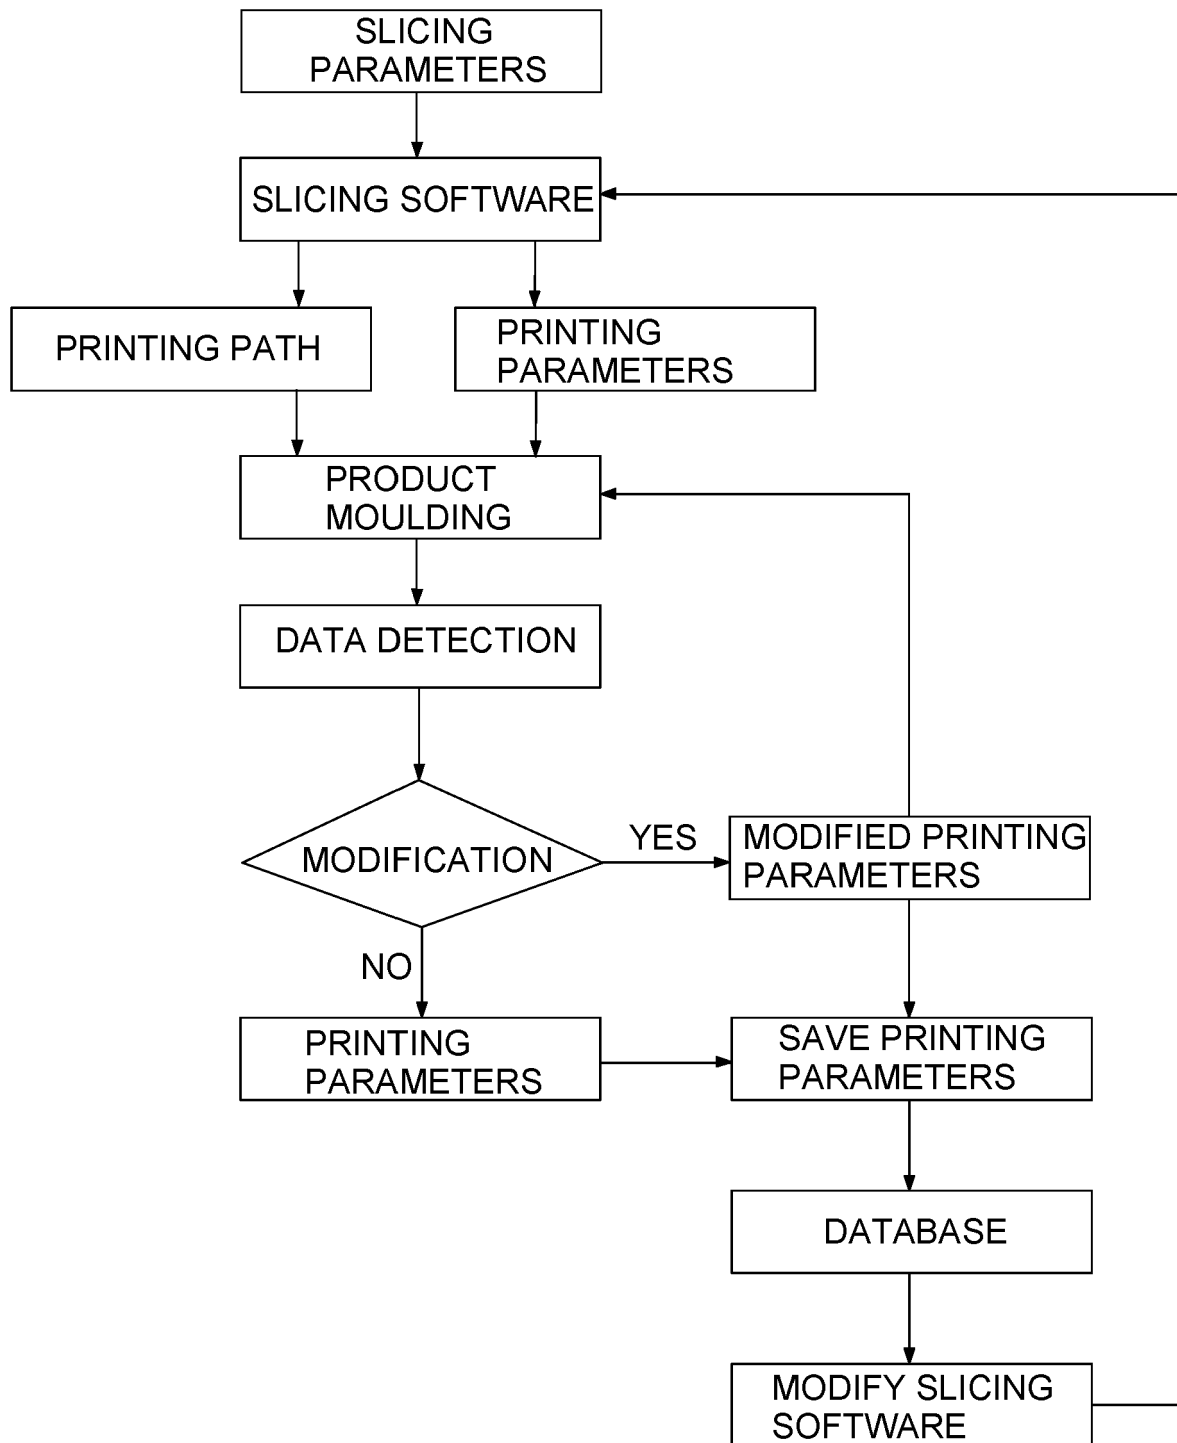 SLICING
PARAMETERS
SLICING SOFTWARE
PRINTING PATH
PRINTING
PARAMETERS
PRODUCT
MOULDING
DATA DETECTION
MODIFICATION
YES
MODIFIED PRINTING
PARAMETERS
NO
PRINTING
PARAMETERS
SAVE PRINTING
PARAMETERS
DATABASE
MODIFY SLICING
SOFTWARE